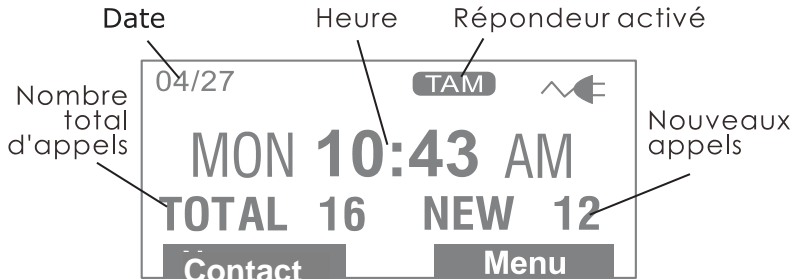 Date Heure Répondeur activé
04/27 TAM
Nombre total d'appels
MON 10:43 AM
Nouveaux appels
TOTAL 16 NEW 12
Contact Menu